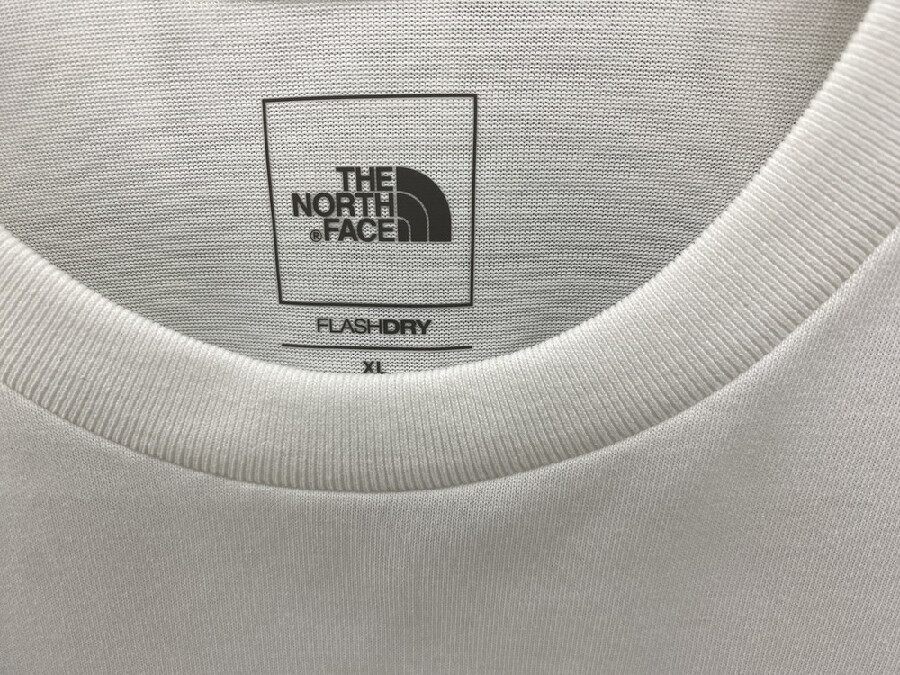 THE
NORTH
®FACE
FLASHDRY
XL